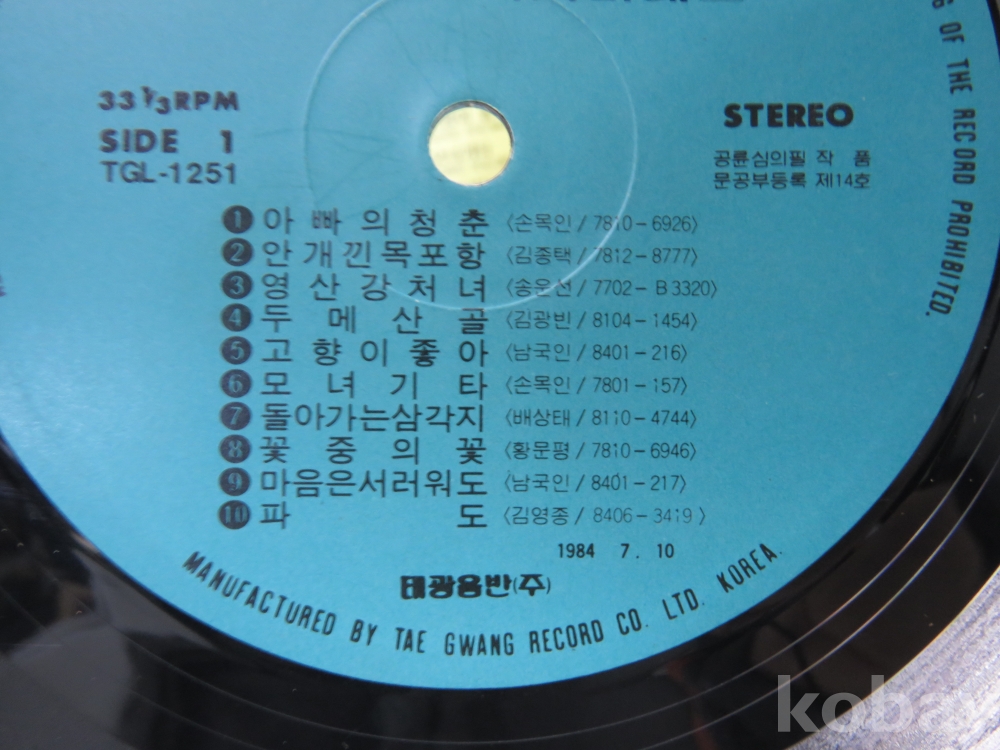 33 1/3 RPM
SIDE 1
TGL-1251
STEREO
공륜심의필 작품
문공부등록 제14호
OF THE RECORD PROHIBITED.
❶ 아빠의청춘 〈손목인/7810-6926〉
❷ 안개낀목포항 〈김종택/7812-8777〉
❸ 영산강처녀 〈송운선/7702-B3320〉
❹ 두메산골 〈김광빈/8104-1454〉
❺ 고향이좋아 〈남국인/8401-216〉
❻ 모녀기타 〈손목인/7801-157〉
❼ 돌아가는삼각지 〈배상태/8110-4744〉
❽ 꽃중의꽃 〈황문평/7810-6946〉
❾ 마음은서러워도 〈남국인/8401-217〉
❿ 파도 〈김영종/8406-3419〉
1984 7. 10
태광음반(주)
MANUFACTURED BY TAE GWANG RECORD CO. LTD. KOREA.
kobay